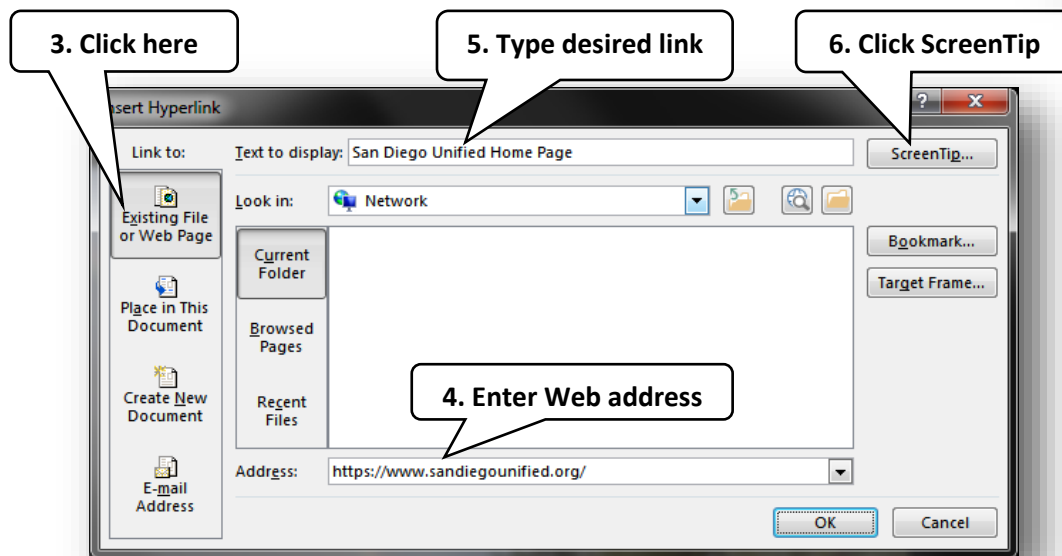 3. Click here
5. Type desired link
6. Click ScreenTip
sert Hyperlink
?
X
Link to:
Text to display: San Diego Unified Home Page
ScreenTip...
Existing File
or Web Page
Look in: Network
Current
Folder
Bookmark...
Target Frame...
Place in This
Document
Browsed
Pages
Create New
Document
4. Enter Web address
Recent
Files
Address: https://www.sandiegounified.org/
E-mail
Address
OK
Cancel